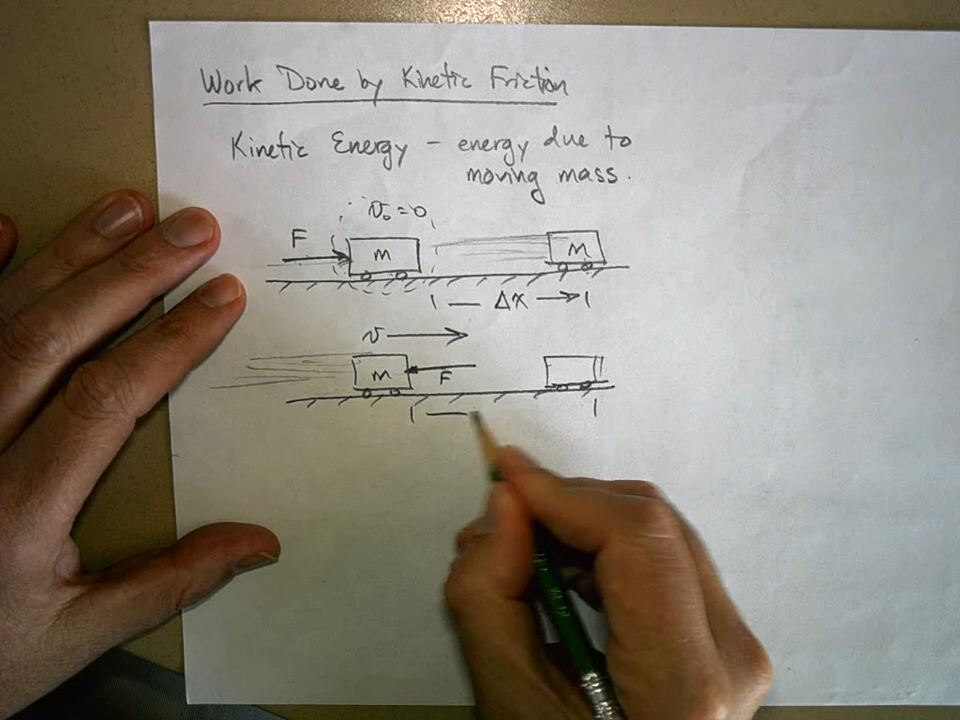 Work Done by Kinetic Friction
Kinetic Energy – energy due to
moving mass.
v₀ = 0
F
m
m
Δx
v
m
F